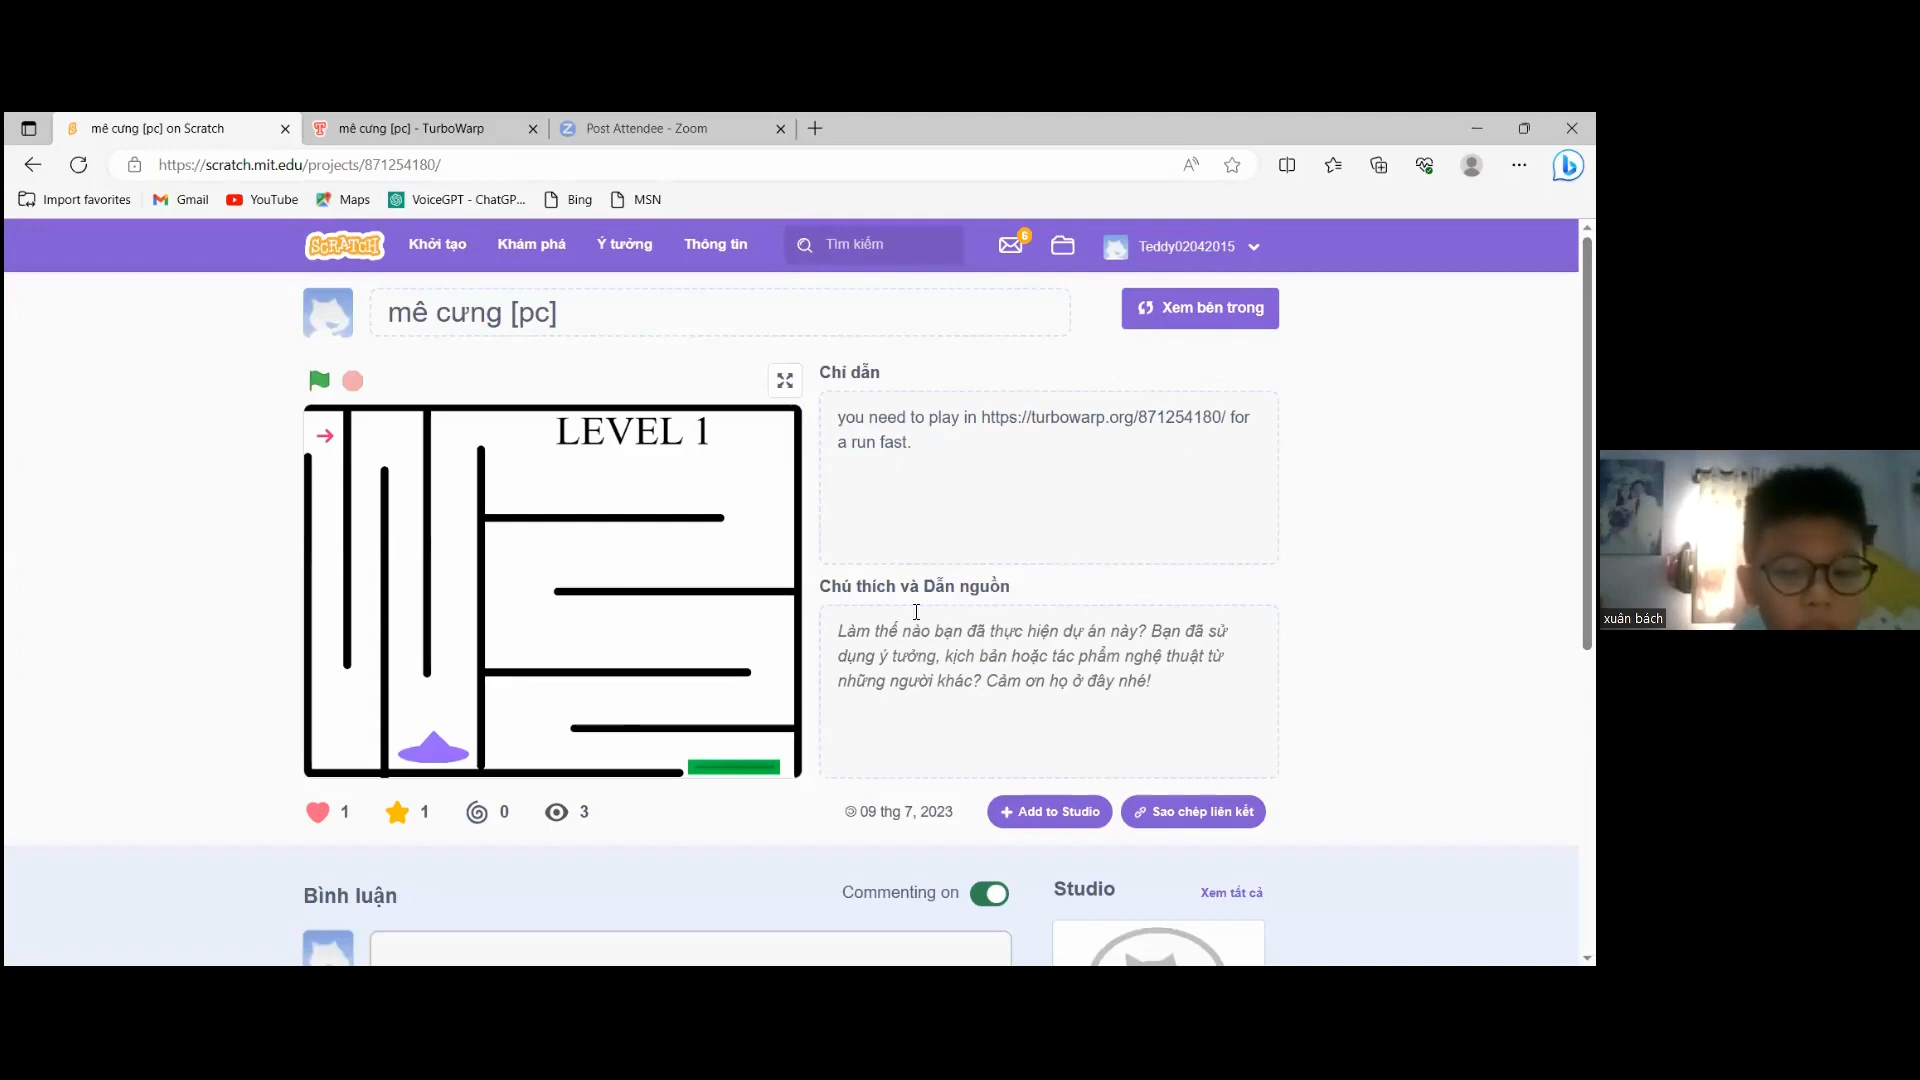 mê cưng [pc] on Scratch
mê cưng [pc] - TurboWarp
Post Attendee - Zoom
https://scratch.mit.edu/projects/871254180/
Import favorites
Gmail
YouTube
Maps
VoiceGPT - ChatGP...
Bing
MSN
SCRATCH
Khởi tạo
Khám phá
Ý tưởng
Thông tin
Tìm kiếm
6
Teddy02042015
mê cưng [pc]
Xem bên trong
LEVEL 1
Chỉ dẫn
you need to play in https://turbowarp.org/871254180/ for
a run fast.
Chú thích và Dẫn nguồn
Làm thế nào bạn đã thực hiện dự án này? Bạn đã sử
dụng ý tưởng, kịch bản hoặc tác phẩm nghệ thuật từ
những người khác? Cảm ơn họ ở đây nhé!
xuân bách
1
1
0
3
09 thg 7, 2023
Add to Studio
Sao chép liên kết
Bình luận
Commenting on
Studio
Xem tất cả